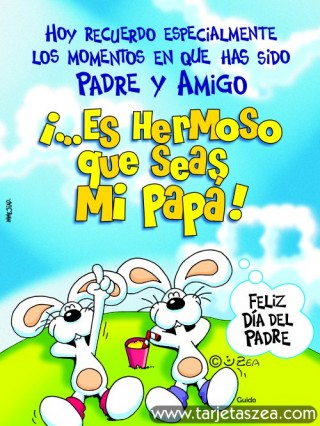 Hoy recuerdo especialmente
los momentos en que has sido
Padre y Amigo
¡...Es Hermoso
que seas
Mi Papá!
Feliz
Día del
Padre
© ZEA
Guido
www.tarjetaszea.com